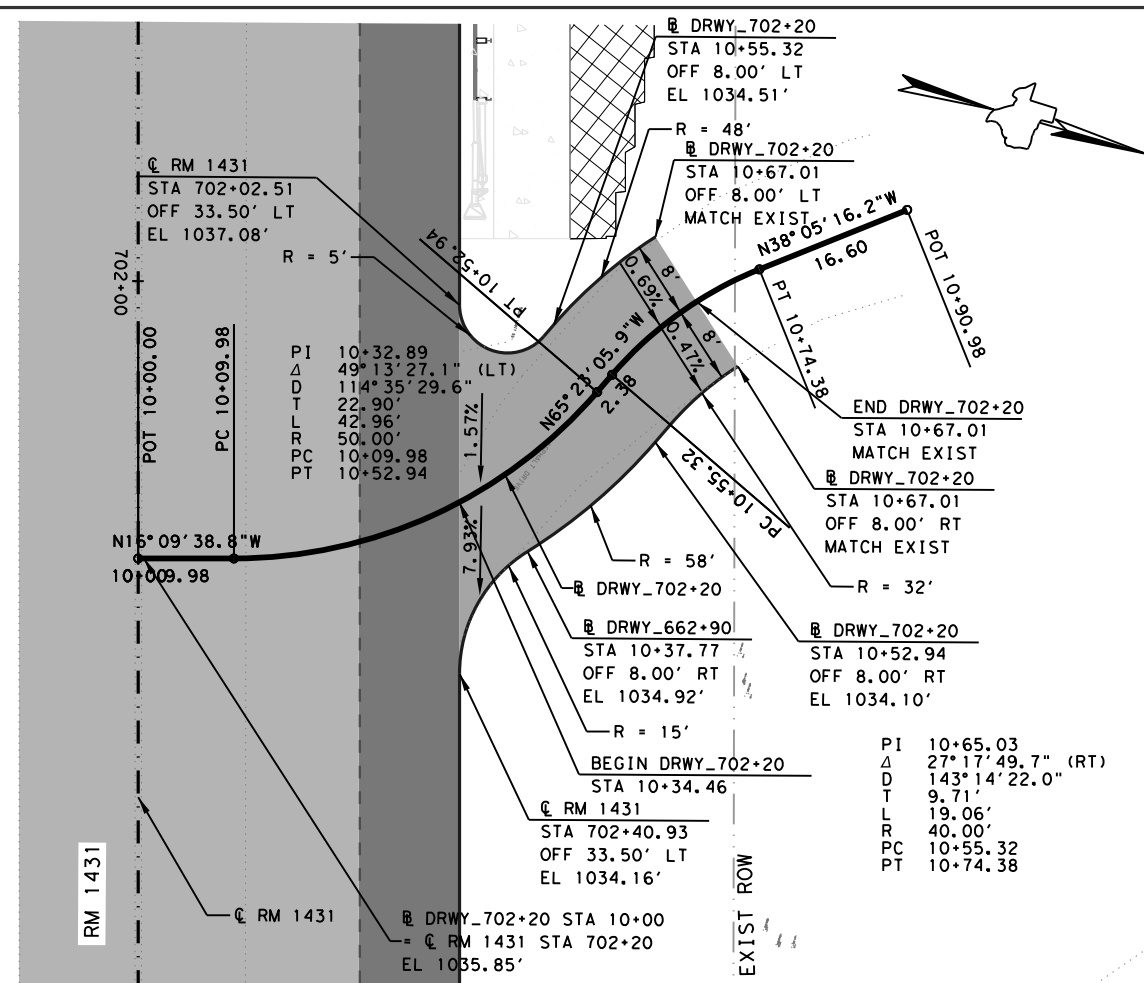 ℄ RM 1431
STA 702+02.51
OFF 33.50' LT
EL 1037.08'
R = 5'
702+00
POT 10+00.00
PC 10+09.98
PI 10+32.89
Δ 49°13'27.1" (LT)
D 114°35'29.6"
T 22.90'
L 42.96'
R 50.00'
PC 10+09.98
PT 10+52.94
N16°09'38.8"W
10+00
9.98
PT 10+52.94
N65°23'05.9"W
2.38
PC 10+55.32
1.57%
7.93%
0.69%
0.47%
8'
8'
B DRWY_702+20
STA 10+55.32
OFF 8.00' LT
EL 1034.51'
R = 48'
B DRWY_702+20
STA 10+67.01
OFF 8.00' LT
MATCH EXIST
N38°05'16.2"W
16.60
POT 10+90.98
PT 10+74.38
END DRWY_702+20
STA 10+67.01
MATCH EXIST
B DRWY_702+20
STA 10+67.01
OFF 8.00' RT
MATCH EXIST
R = 58'
R = 32'
B DRWY_702+20
B DRWY_662+90
STA 10+37.77
OFF 8.00' RT
EL 1034.92'
B DRWY_702+20
STA 10+52.94
OFF 8.00' RT
EL 1034.10'
R = 15'
BEGIN DRWY_702+20
STA 10+34.46
℄ RM 1431
STA 702+40.93
OFF 33.50' LT
EL 1034.16'
PI 10+65.03
Δ 27°17'49.7" (RT)
D 143°14'22.0"
T 9.71'
L 19.06'
R 40.00'
PC 10+55.32
PT 10+74.38
RM 1431
℄ RM 1431
B DRWY_702+20 STA 10+00
= ℄ RM 1431 STA 702+20
EL 1035.85'
EXIST ROW